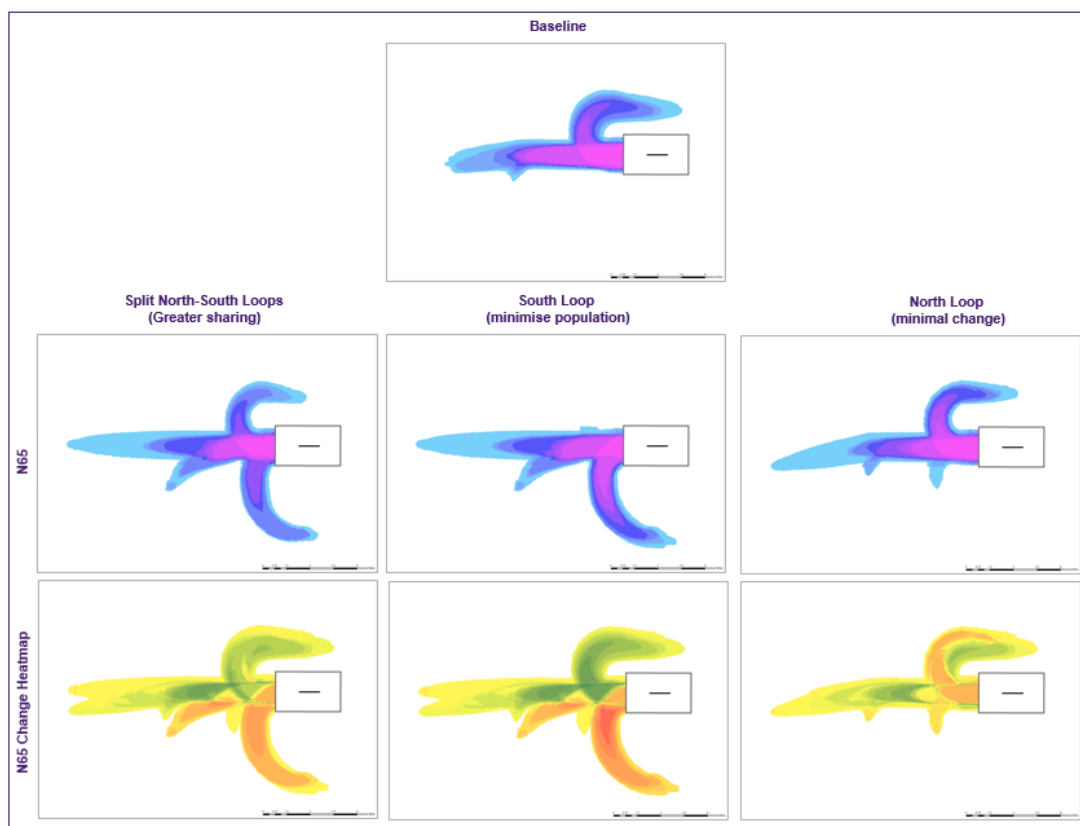 Baseline
Split North-South Loops
(Greater sharing)
South Loop
(minimise population)
North Loop
(minimal change)
N65
N65 Change Heatmap